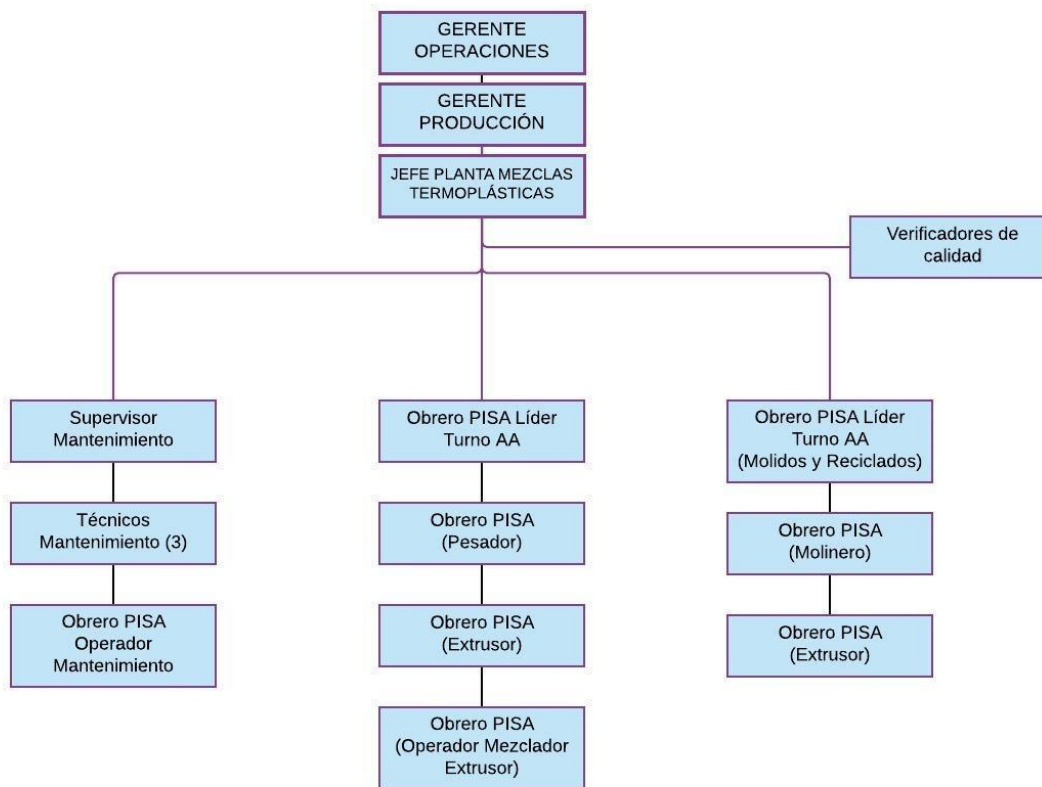 GERENTE
OPERACIONES
GERENTE
PRODUCCIÓN
JEFE PLANTA MEZCLAS
TERMOPLÁSTICAS
Verificadores de
calidad
Supervisor
Mantenimiento
Técnicos
Mantenimiento (3)
Obrero PISA
Operador
Mantenimiento
Obrero PISA Líder
Turno AA
Obrero PISA
(Pesador)
Obrero PISA
(Extrusor)
Obrero PISA
(Operador Mezclador
Extrusor)
Obrero PISA Líder
Turno AA
(Molidos y Reciclados)
Obrero PISA
(Molinero)
Obrero PISA
(Extrusor)